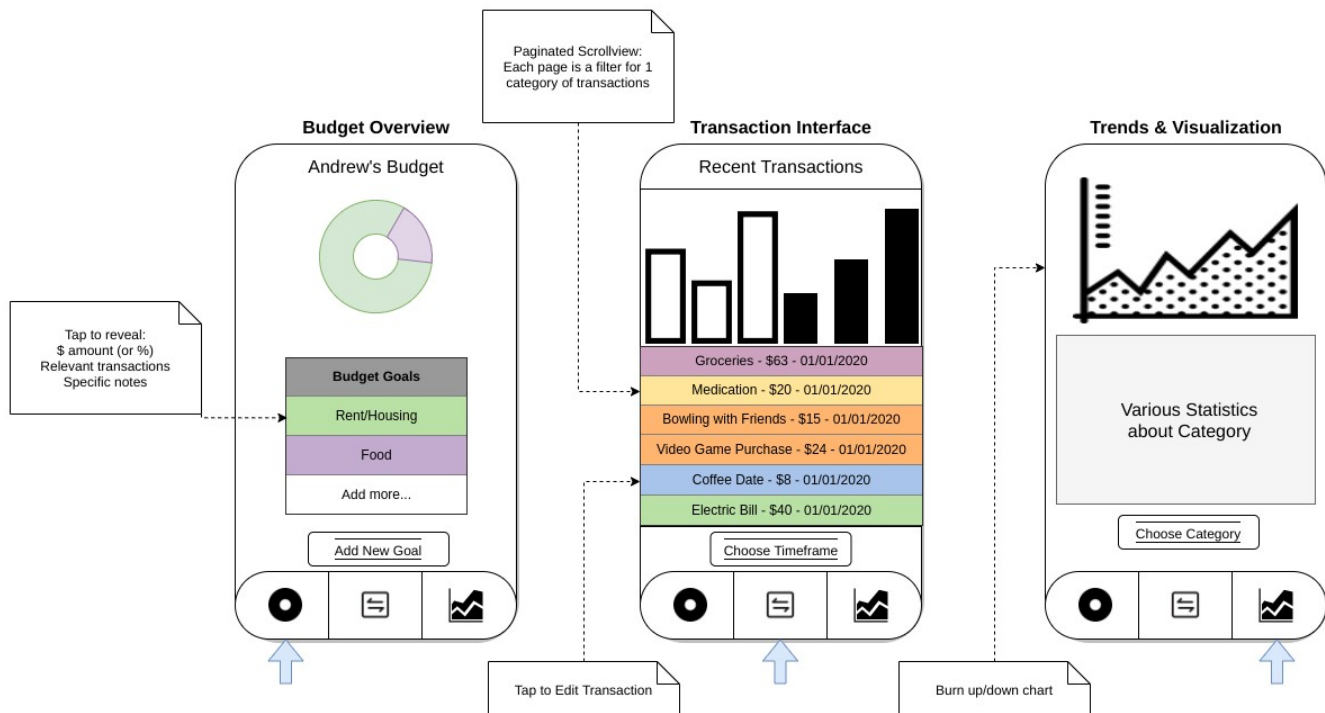 Paginated Scrollview:
Each page is a filter for 1
category of transactions
Budget Overview
Andrew's Budget
Tap to reveal:
$ amount (or %)
Relevant transactions
Specific notes
Budget Goals
Rent/Housing
Food
Add more...
Add New Goal
Transaction Interface
Recent Transactions
Groceries - $63 - 01/01/2020
Medication - $20 - 01/01/2020
Bowling with Friends - $15 - 01/01/2020
Video Game Purchase - $24 - 01/01/2020
Coffee Date - $8 - 01/01/2020
Electric Bill - $40 - 01/01/2020
Choose Timeframe
Tap to Edit Transaction
Trends & Visualization
Various Statistics
about Category
Choose Category
Burn up/down chart